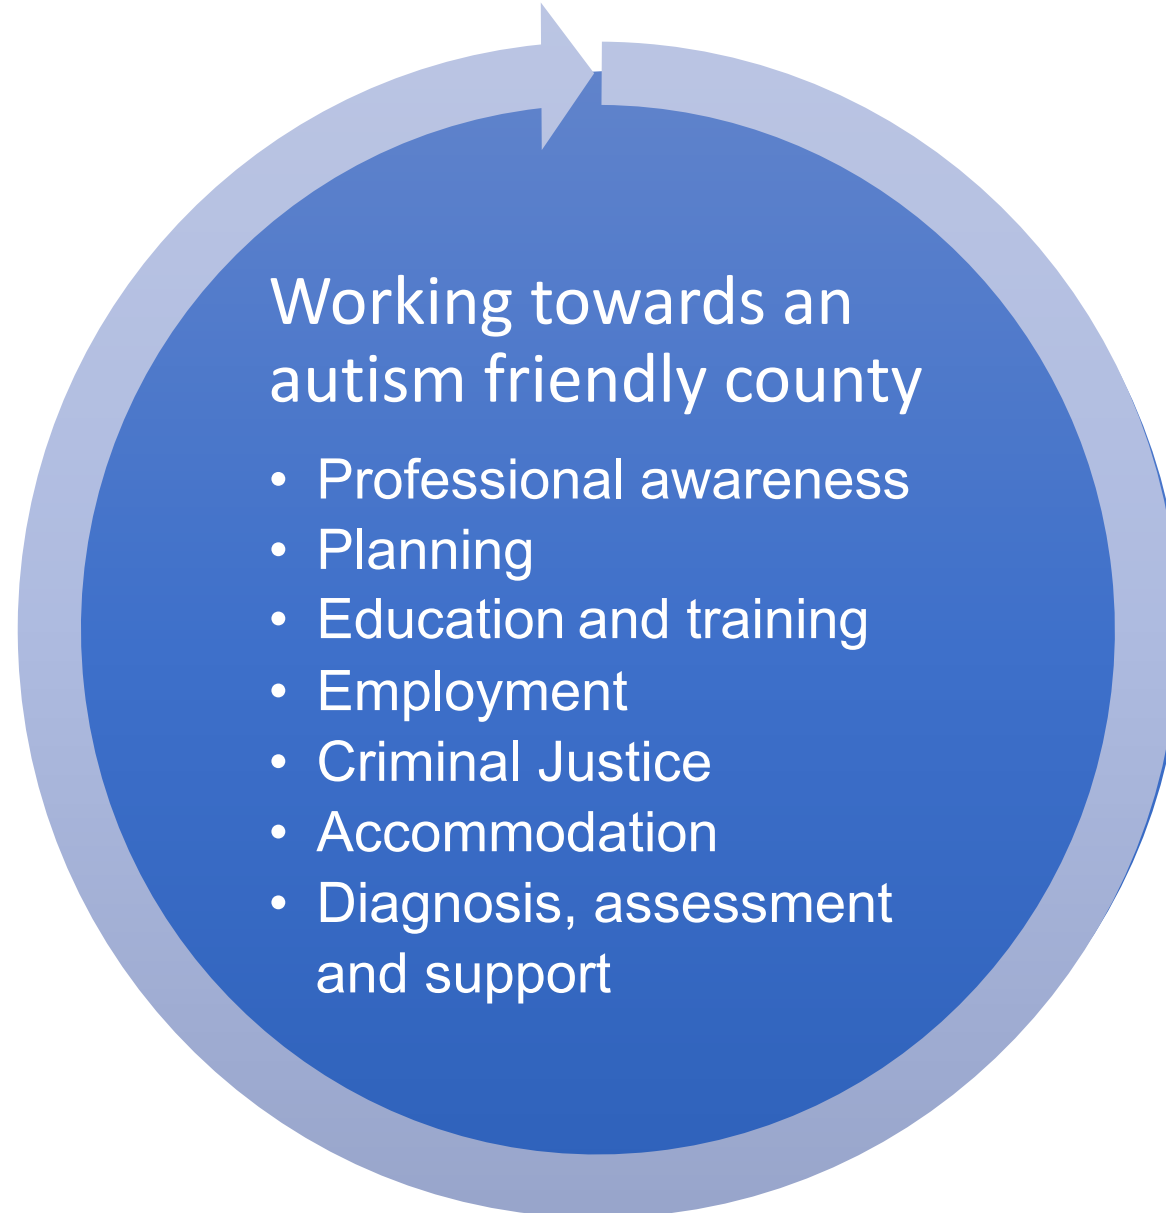 Working towards an
autism friendly county
• Professional awareness
• Planning
• Education and training
• Employment
• Criminal Justice
• Accommodation
• Diagnosis, assessment
and support